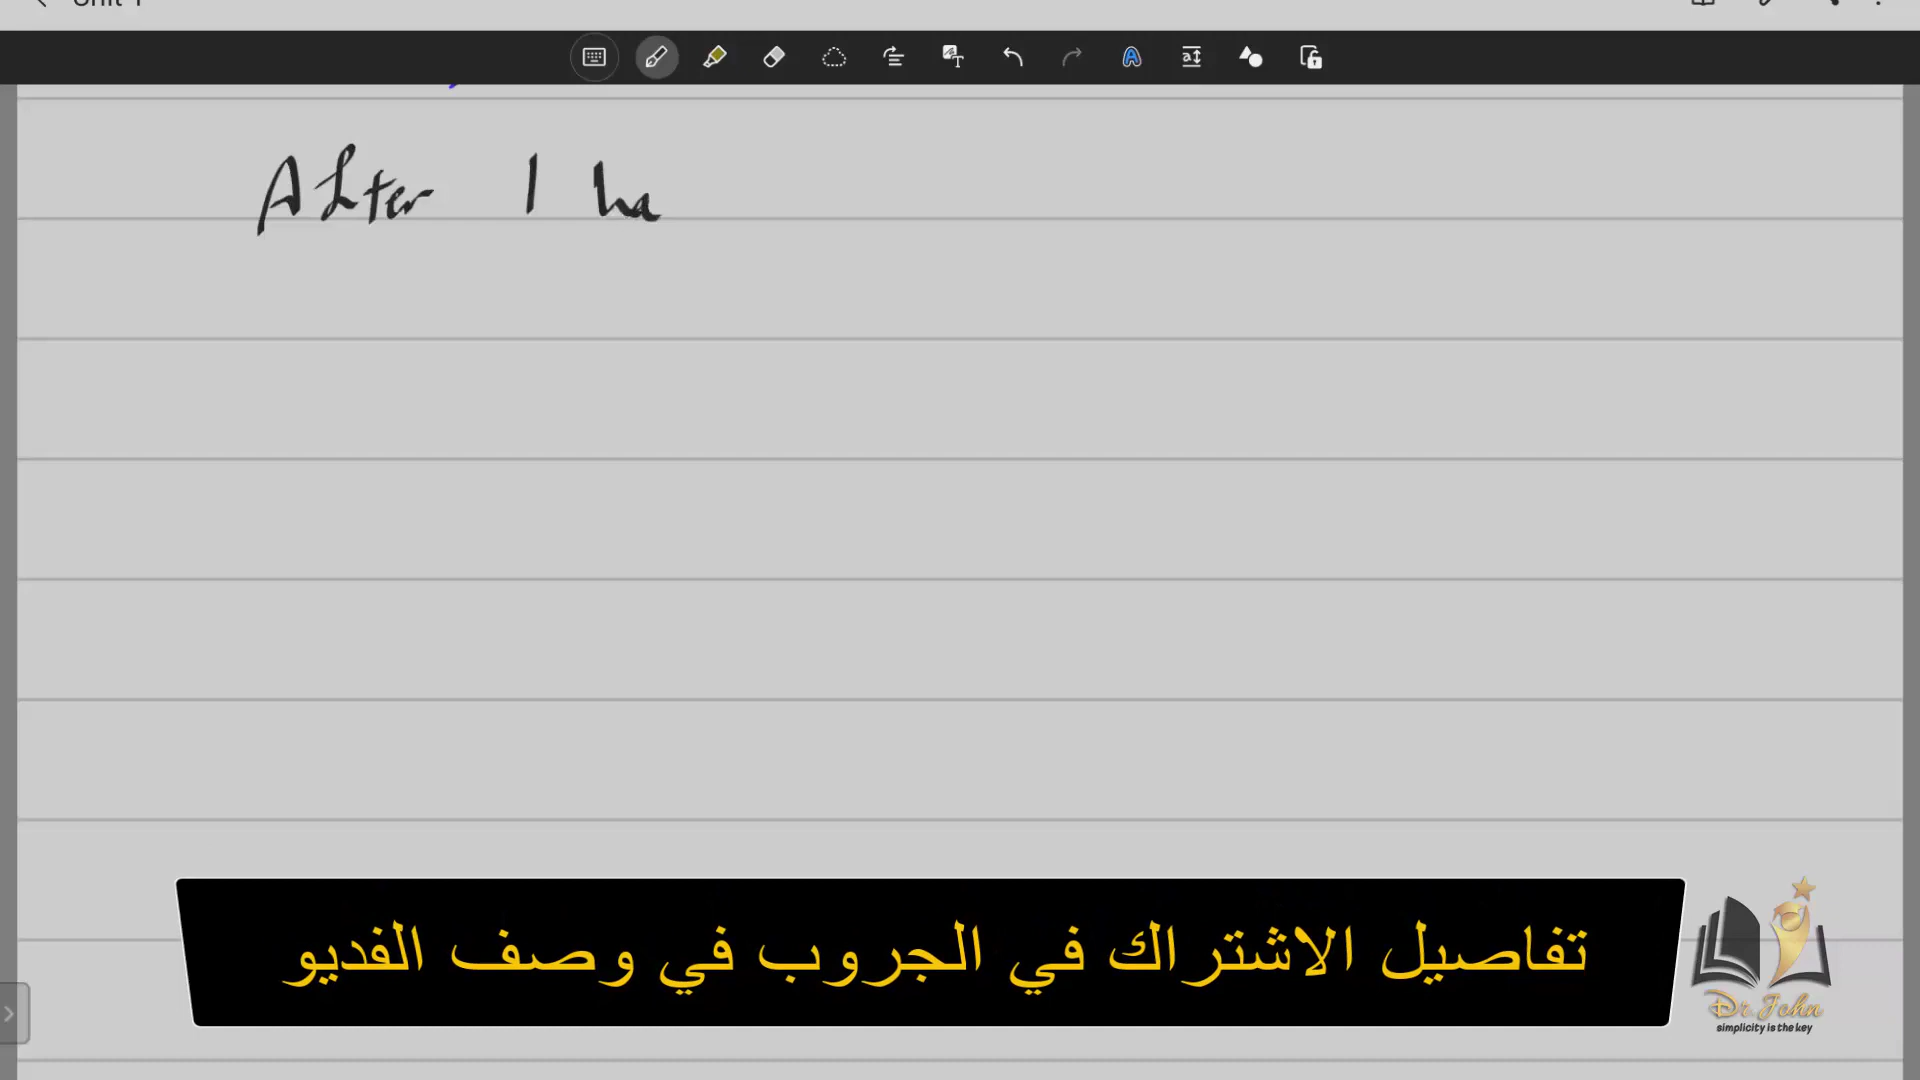 After I ha
تفاصيل الاشتراك في الجروب في وصف الفديو
Dr. John
simplicity is the key